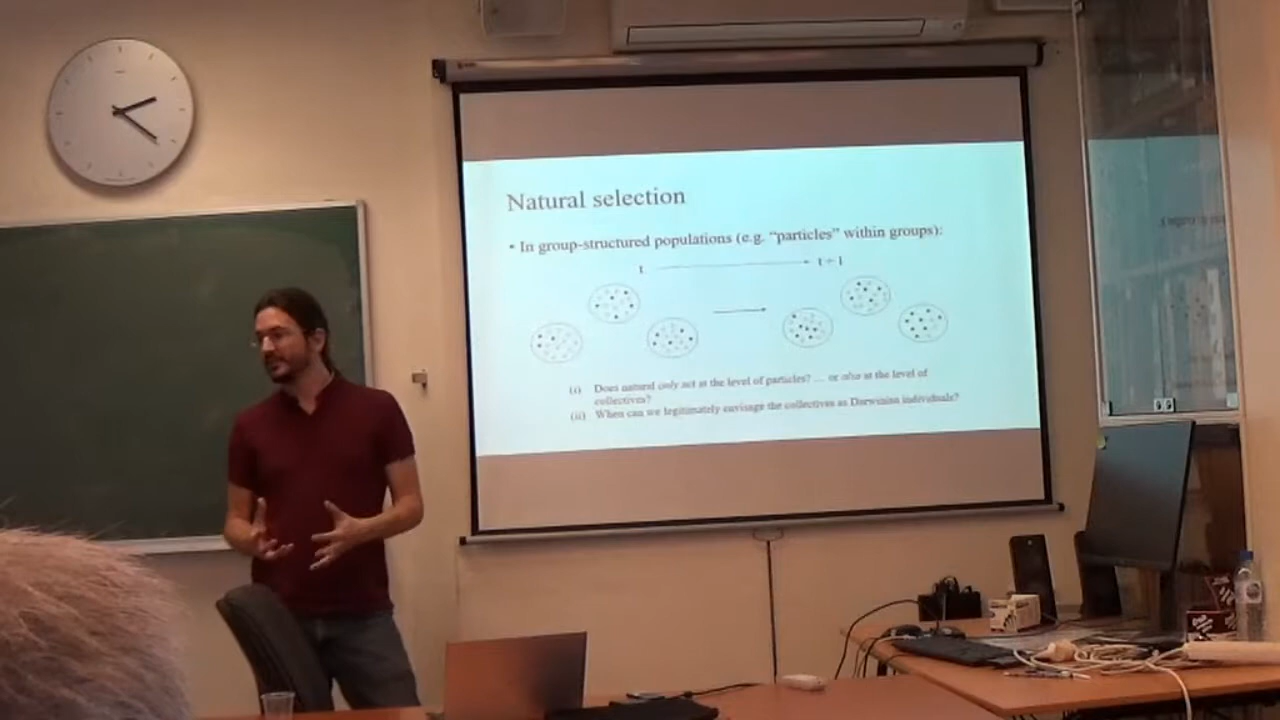 Natural selection
• In group-structured populations (e.g. “particles” within groups):
t t + 1
(i) Does natural only act at the level of particles? … or also at the level of
collectives?
(ii) When can we legitimately envisage the collectives as Darwinian individuals?